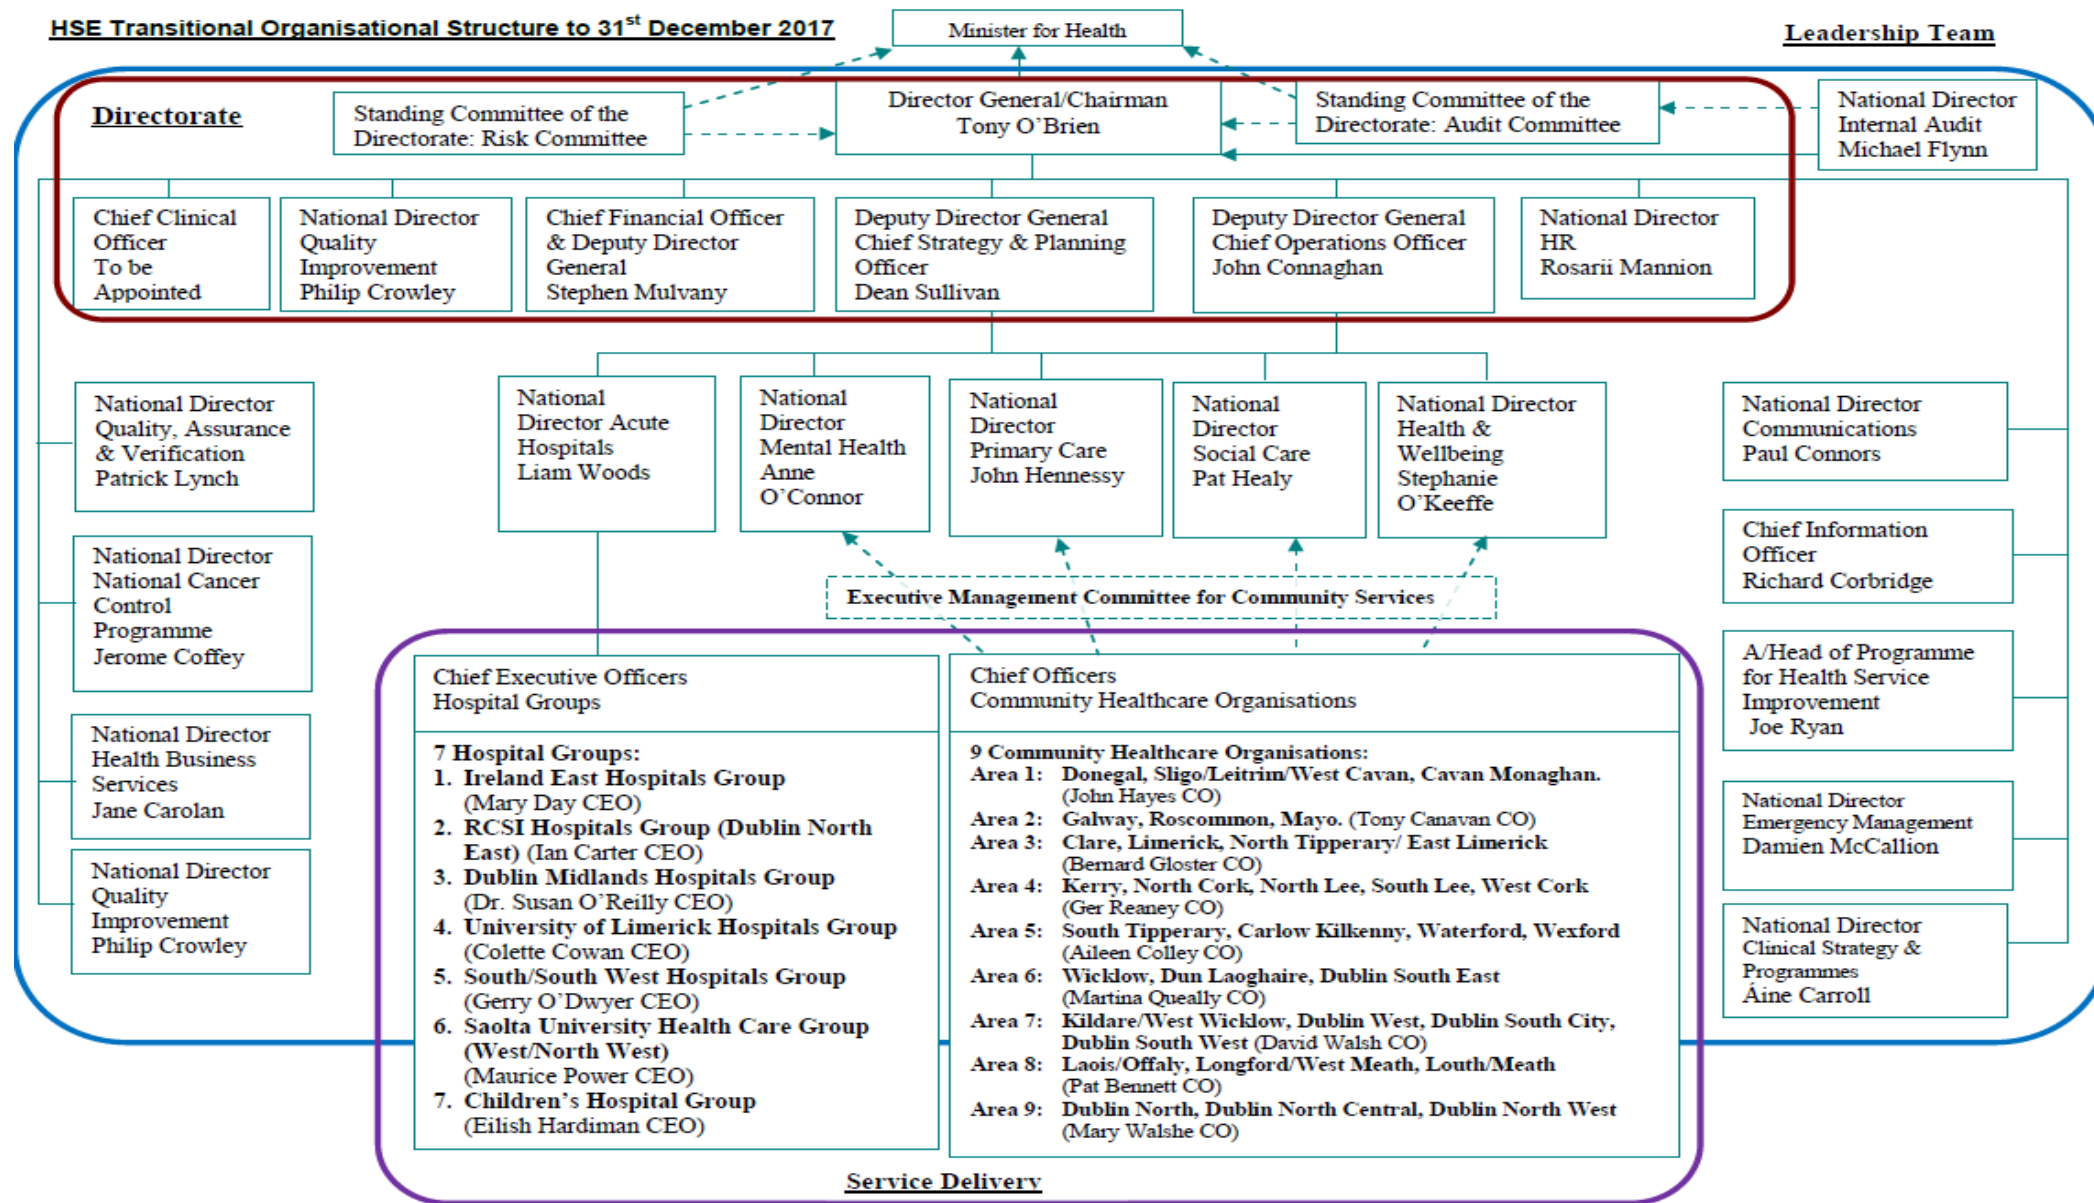 HSE Transitional Organisational Structure to 31st December 2017
Minister for Health
Leadership Team
Directorate
Standing Committee of the
Directorate: Risk Committee
Director General/Chairman
Tony O’Brien
Standing Committee of the
Directorate: Audit Committee
National Director
Internal Audit
Michael Flynn
Chief Clinical
Officer
To be
Appointed
National Director
Quality
Improvement
Philip Crowley
Chief Financial Officer
& Deputy Director
General
Stephen Mulvany
Deputy Director General
Chief Strategy & Planning
Officer
Dean Sullivan
Deputy Director General
Chief Operations Officer
John Connaghan
National Director
HR
Rosarii Mannion
National Director
Quality, Assurance
& Verification
Patrick Lynch
National
Director Acute
Hospitals
Liam Woods
National
Director
Mental Health
Anne
O’Connor
National
Director
Primary Care
John Hennessy
National
Director
Social Care
Pat Healy
National Director
Health &
Wellbeing
Stephanie
O’Keeffe
National Director
Communications
Paul Connors
National Director
National Cancer
Control
Programme
Jerome Coffey
Chief Information
Officer
Richard Corbridge
Executive Management Committee for Community Services
National Director
Health Business
Services
Jane Carolan
National Director
Quality
Improvement
Philip Crowley
Chief Executive Officers
Hospital Groups
7 Hospital Groups:
1. Ireland East Hospitals Group
(Mary Day CEO)
2. RCSI Hospitals Group (Dublin North
East) (Ian Carter CEO)
3. Dublin Midlands Hospitals Group
(Dr. Susan O’Reilly CEO)
4. University of Limerick Hospitals Group
(Colette Cowan CEO)
5. South/South West Hospitals Group
(Gerry O’Dwyer CEO)
6. Saolta University Health Care Group
(West/North West)
(Maurice Power CEO)
7. Children’s Hospital Group
(Eilish Hardiman CEO)
Chief Officers
Community Healthcare Organisations
9 Community Healthcare Organisations:
Area 1: Donegal, Sligo/Leitrim/West Cavan, Cavan Monaghan.
(John Hayes CO)
Area 2: Galway, Roscommon, Mayo. (Tony Canavan CO)
Area 3: Clare, Limerick, North Tipperary/ East Limerick
(Bernard Gloster CO)
Area 4: Kerry, North Cork, North Lee, South Lee, West Cork
(Ger Reaney CO)
Area 5: South Tipperary, Carlow Kilkenny, Waterford, Wexford
(Aileen Colley CO)
Area 6: Wicklow, Dun Laoghaire, Dublin South East
(Martina Queally CO)
Area 7: Kildare/West Wicklow, Dublin West, Dublin South City,
Dublin South West (David Walsh CO)
Area 8: Laois/Offaly, Longford/West Meath, Louth/Meath
(Pat Bennett CO)
Area 9: Dublin North, Dublin North Central, Dublin North West
(Mary Walshe CO)
A/Head of Programme
for Health Service
Improvement
Joe Ryan
National Director
Emergency Management
Damien McCallion
National Director
Clinical Strategy &
Programmes
Áine Carroll
Service Delivery